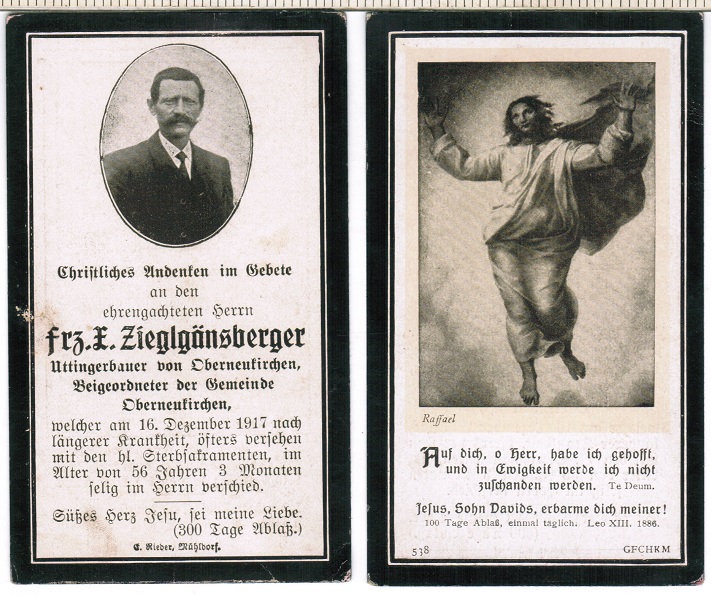 Christliches Andenken im Gebete
an den
ehrengachteten Herrn
Frz. X. Zieglgänsberger
Uttingerbauer von Oberneukirchen,
Beigeordneter der Gemeinde
Oberneukirchen,
welcher am 16. Dezember 1917 nach
längerer Krankheit, öfters versehen
mit den hl. Sterbsakramenten, im
Alter von 56 Jahren 3 Monaten
selig im Herrn verschied.
Süßes Herz Jesu, sei meine Liebe.
(300 Tage Ablaß.)
E. Rieder, Mühldorf.
Raffael
Auf dich, o Herr, habe ich gehofft,
und in Ewigkeit werde ich nicht
zuschanden werden. Te Deum.
Jesus, Sohn Davids, erbarme dich meiner!
100 Tage Ablaß, einmal täglich. Leo XIII. 1886.
538 GFCHKM